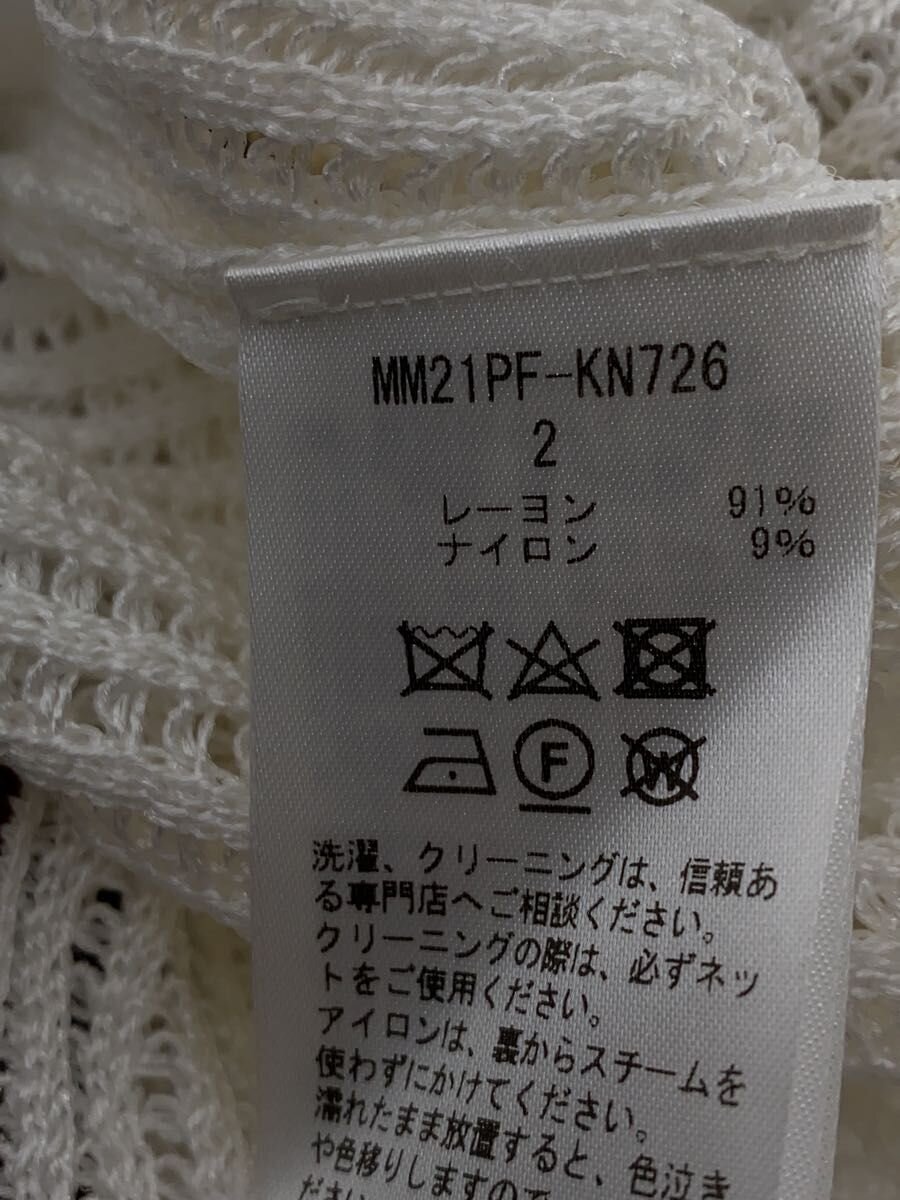 MM21PF-KN726
2
レーヨン 91%
ナイロン 9%
F
W
洗濯、クリーニングは、信頼あ
る専門店へご相談ください。
クリーニングの際は、必ずネッ
トをご使用ください。
アイロンは、裏からスチームを
使わずにかけてください。
濡れたまま放置すると、色泣き
や色移りしますので
ださい